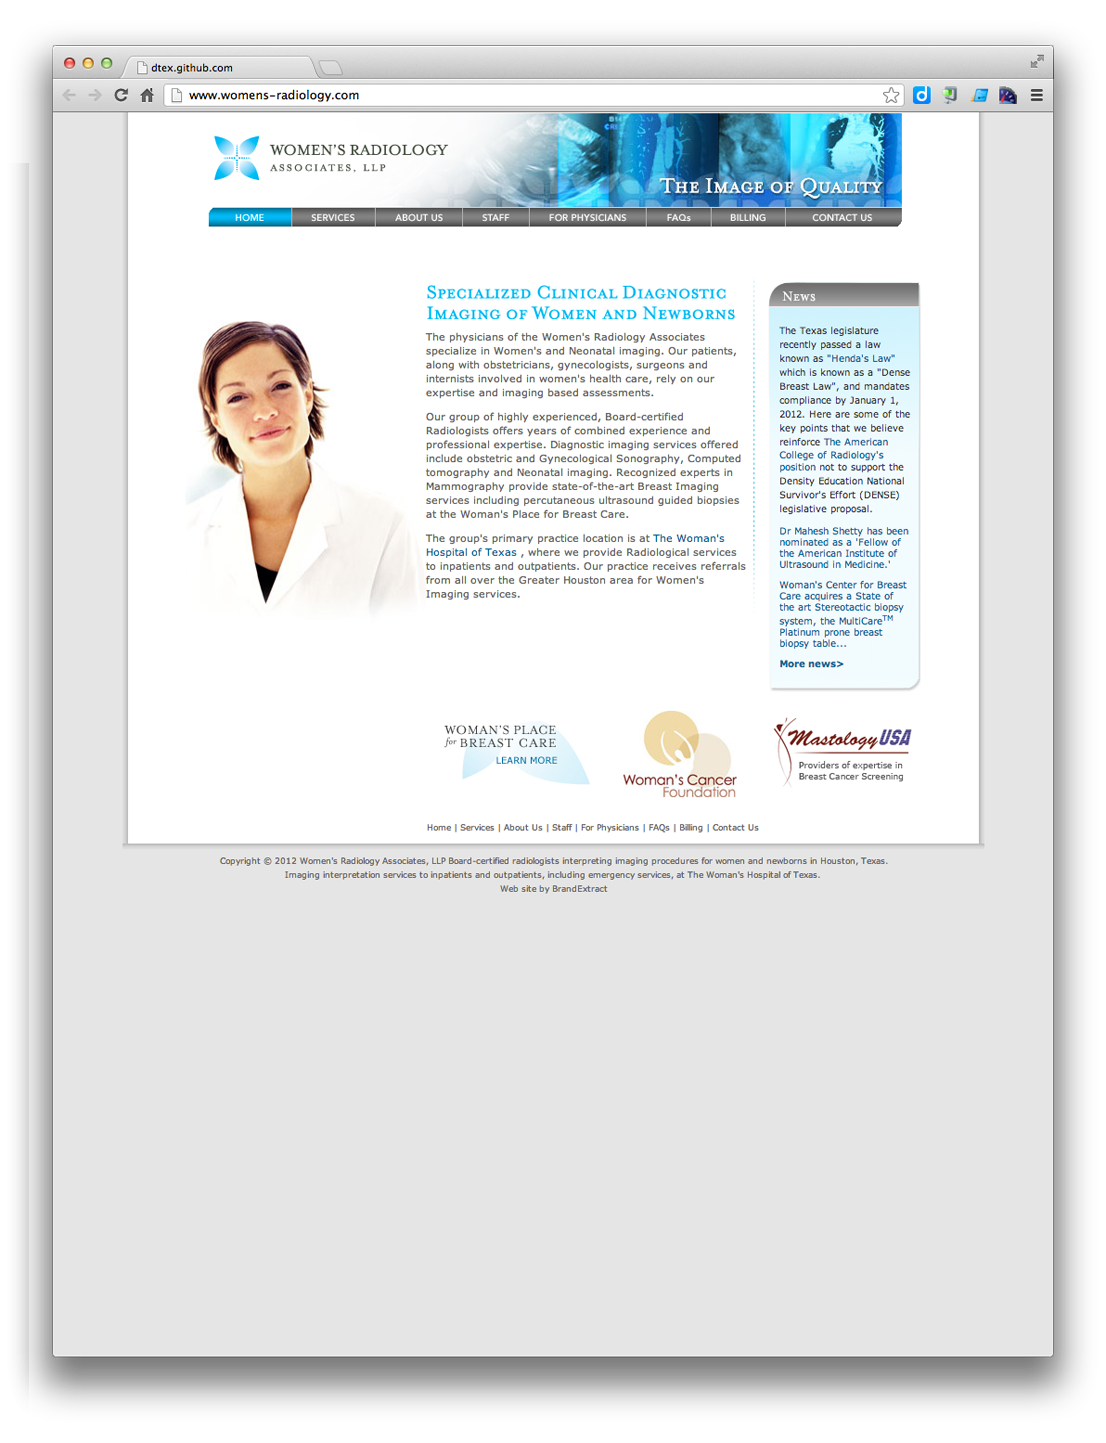 dtex.github.com
www.womens-radiology.com
WOMEN'S RADIOLOGY
ASSOCIATES, LLP
THE IMAGE OF QUALITY
HOME
SERVICES
ABOUT US
STAFF
FOR PHYSICIANS
FAQs
BILLING
CONTACT US
SPECIALIZED CLINICAL DIAGNOSTIC
IMAGING OF WOMEN AND NEWBORNS
The physicians of the Women's Radiology Associates
specialize in Women's and Neonatal imaging. Our patients,
along with obstetricians, gynecologists, surgeons and
internists involved in women's health care, rely on our
expertise and imaging based assessments.
Our group of highly experienced, Board-certified
Radiologists offers years of combined experience and
professional expertise. Diagnostic imaging services offered
include obstetric and Gynecological Sonography, Computed
tomography and Neonatal imaging. Recognized experts in
Mammography provide state-of-the-art Breast Imaging
services including percutaneous ultrasound guided biopsies
at the Woman's Place for Breast Care.
The group's primary practice location is at The Woman's
Hospital of Texas , where we provide Radiological services
to inpatients and outpatients. Our practice receives referrals
from all over the Greater Houston area for Women's
Imaging services.
NEWS
The Texas legislature
recently passed a law
known as "Henda's Law"
which is known as a "Dense
Breast Law", and mandates
compliance by January 1,
2012. Here are some of the
key points that we believe
reinforce The American
College of Radiology's
position not to support the
Density Education National
Survivor's Effort (DENSE)
legislative proposal.
Dr Mahesh Shetty has been
nominated as a 'Fellow of
the American Institute of
Ultrasound in Medicine.'
Woman's Center for Breast
Care acquires a State of
the art Stereotactic biopsy
system, the MultiCareTM
Platinum prone breast
biopsy table...
More news>
WOMAN'S PLACE
for BREAST CARE
LEARN MORE
Woman's Cancer
Foundation
Mastology USA
Providers of expertise in
Breast Cancer Screening
Home | Services | About Us | Staff | For Physicians | FAQs | Billing | Contact Us
Copyright © 2012 Women's Radiology Associates, LLP Board-certified radiologists interpreting imaging procedures for women and newborns in Houston, Texas.
Imaging interpretation services to inpatients and outpatients, including emergency services, at The Woman's Hospital of Texas.
Web site by BrandExtract